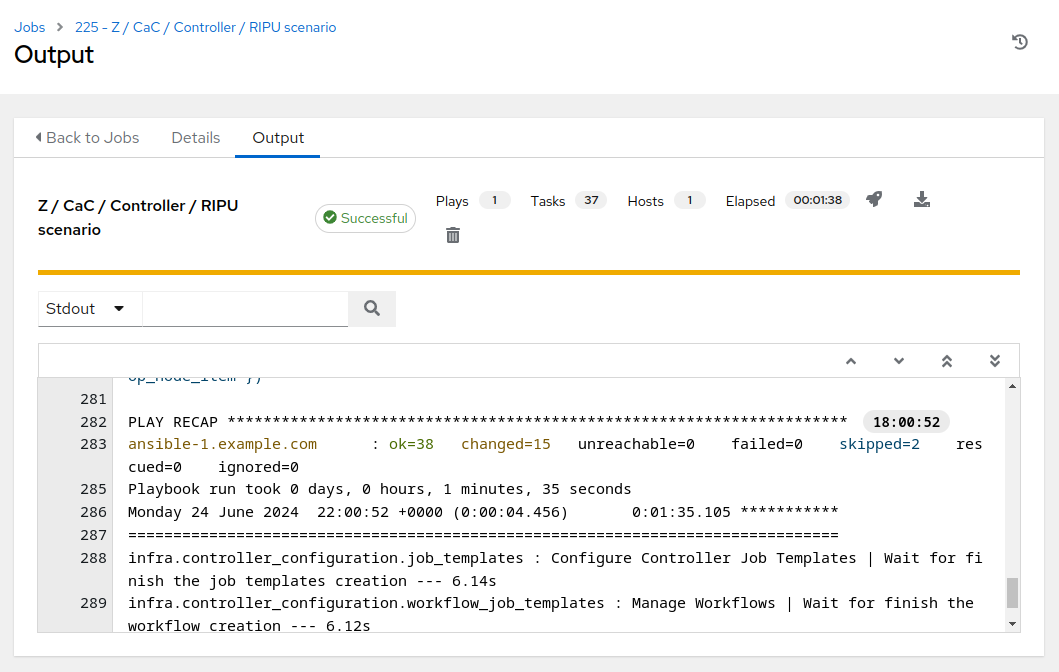 Jobs > 225 - Z / CaC / Controller / RIPU scenario
Output
Back to Jobs Details Output
Z / CaC / Controller / RIPU
scenario
Successful
Plays 1 Tasks 37 Hosts 1 Elapsed 00:01:38
Stdout
op_node_item })
281
282 PLAY RECAP ********************************************************************* 18:00:52
283 ansible-1.example.com : ok=38 changed=15 unreachable=0 failed=0 skipped=2 res
cued=0 ignored=0
285 Playbook run took 0 days, 0 hours, 1 minutes, 35 seconds
286 Monday 24 June 2024 22:00:52 +0000 (0:00:04.456) 0:01:35.105 ***********
287 ===============================================================================
288 infra.controller_configuration.job_templates : Configure Controller Job Templates | Wait for fi
nish the job templates creation --- 6.14s
289 infra.controller_configuration.workflow_job_templates : Manage Workflows | Wait for finish the
workflow creation --- 6.12s